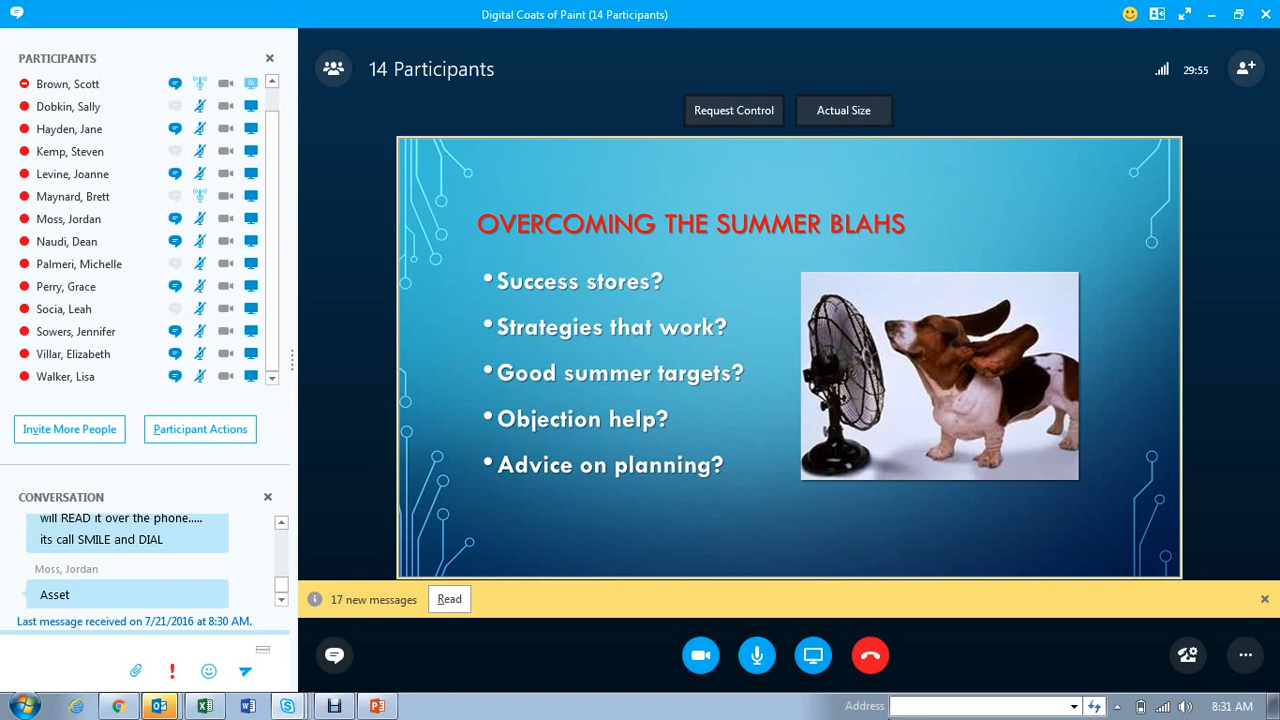 Digital Coats of Paint (14 Participants)
PARTICIPANTS
Brown, Scott
Dobkin, Sally
Hayden, Jane
Kemp, Steven
Levine, Joanne
Maynard, Brett
Moss, Jordan
Naudi, Dean
Palmeri, Michelle
Perry, Grace
Socia, Leah
Sowers, Jennifer
Villar, Elizabeth
Walker, Lisa
Invite More People
Participant Actions
CONVERSATION
will READ it over the phone.....
its call SMILE and DIAL
Moss, Jordan
Asset
Last message received on 7/21/2016 at 8:30 AM.
14 Participants
29:55
Request Control
Actual Size
OVERCOMING THE SUMMER BLAHS
•Success stores?
•Strategies that work?
•Good summer targets?
•Objection help?
•Advice on planning?
17 new messages
Read
Address
8:31 AM